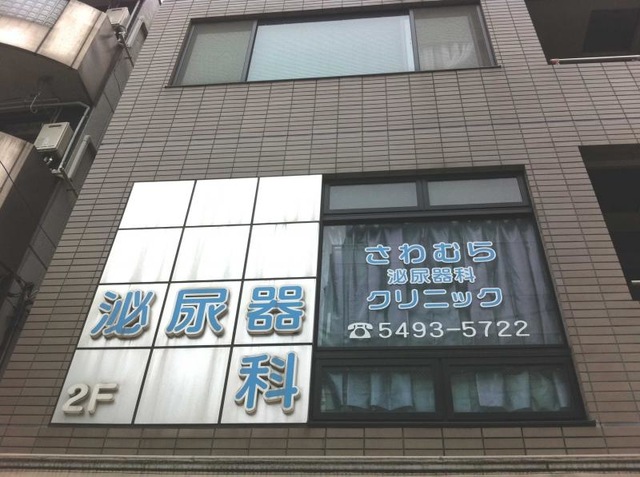 泌尿器
科
2F
さわむら
泌尿器科
クリニック
☎5493-5722